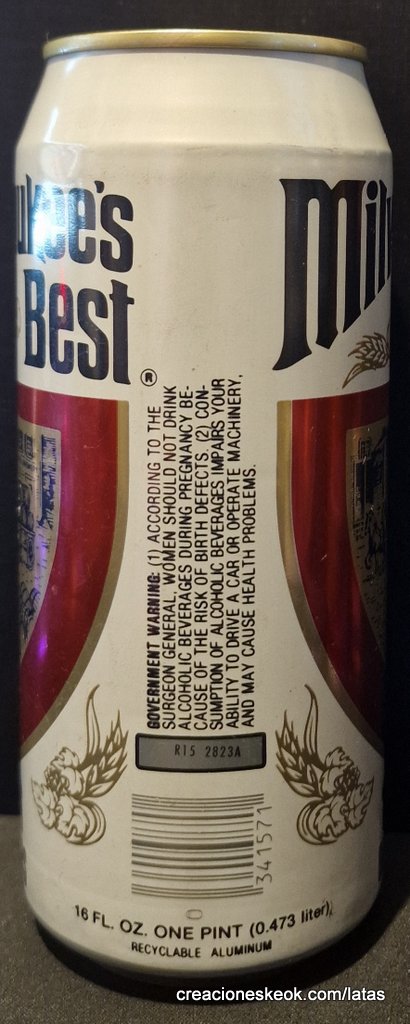 ukee's
Best
®
Mil
GOVERNMENT WARNING: (1) ACCORDING TO THE
SURGEON GENERAL, WOMEN SHOULD NOT DRINK
ALCOHOLIC BEVERAGES DURING PREGNANCY BE-
CAUSE OF THE RISK OF BIRTH DEFECTS. (2) CON-
SUMPTION OF ALCOHOLIC BEVERAGES IMPAIRS YOUR
ABILITY TO DRIVE A CAR OR OPERATE MACHINERY,
AND MAY CAUSE HEALTH PROBLEMS.
R15 2823A
341571
16 FL. OZ. ONE PINT (0.473 liter)
RECYCLABLE ALUMINUM
creacioneskeok.com/latas